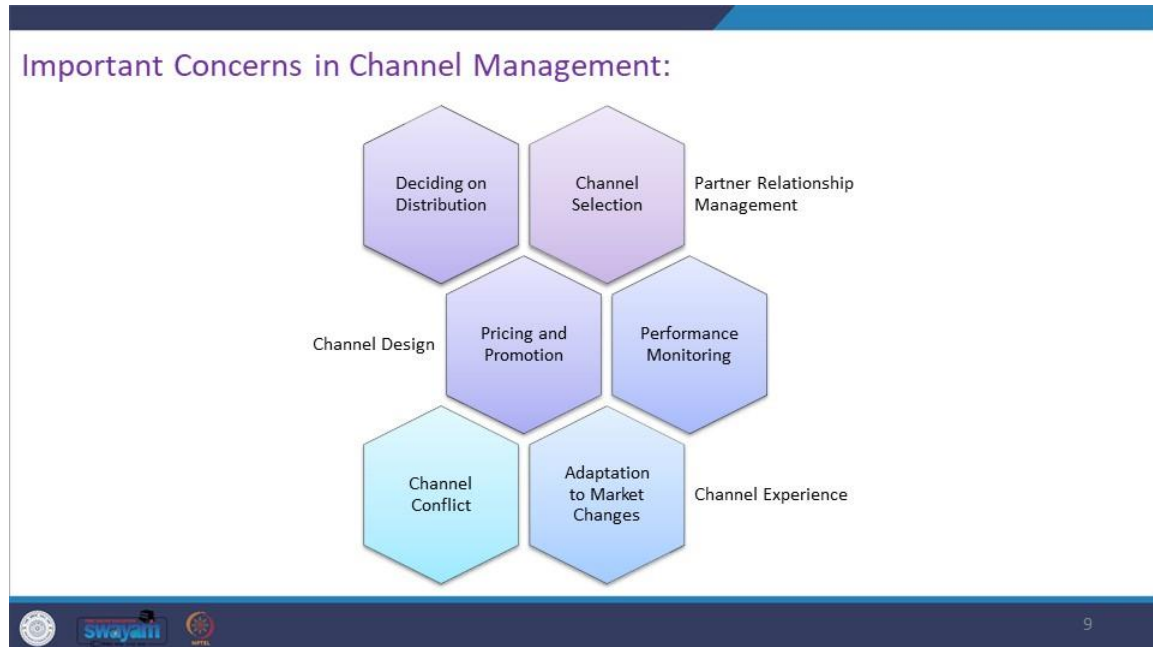 Important Concerns in Channel Management:
Deciding on
Distribution
Channel
Selection
Partner Relationship
Management
Channel Design
Pricing and
Promotion
Performance
Monitoring
Channel
Conflict
Adaptation
to Market
Changes
Channel Experience
swayam
NPTEL
9